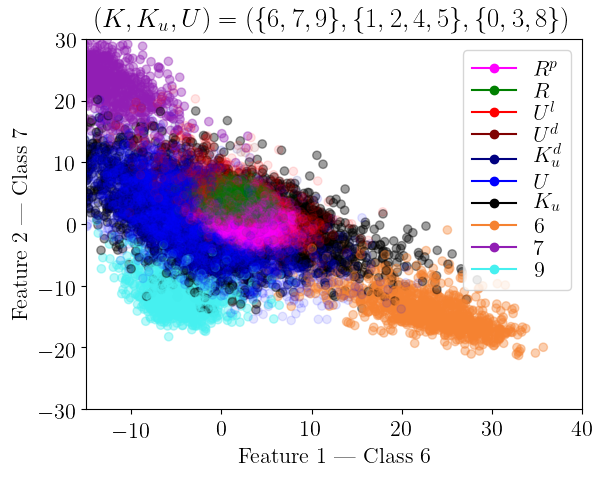 (K, K_u, U) = ({6, 7, 9}, {1, 2, 4, 5}, {0, 3, 8})
R^p
R
U^l
U^d
K_u^d
U
K_u
6
7
9
Feature 2 — Class 7
30
20
10
0
−10
−20
−30
−10
0
10
20
30
40
Feature 1 — Class 6